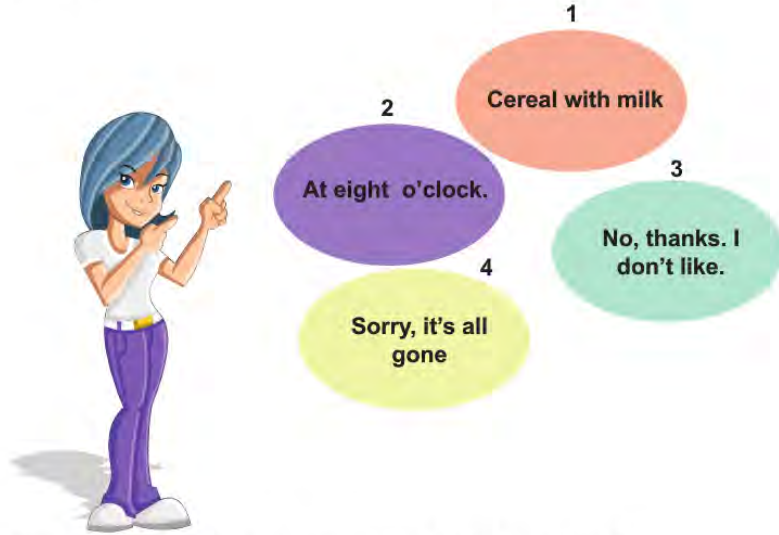 1
Cereal with milk
2
At eight o'clock.
3
No, thanks. I
don't like.
4
Sorry, it's all
gone